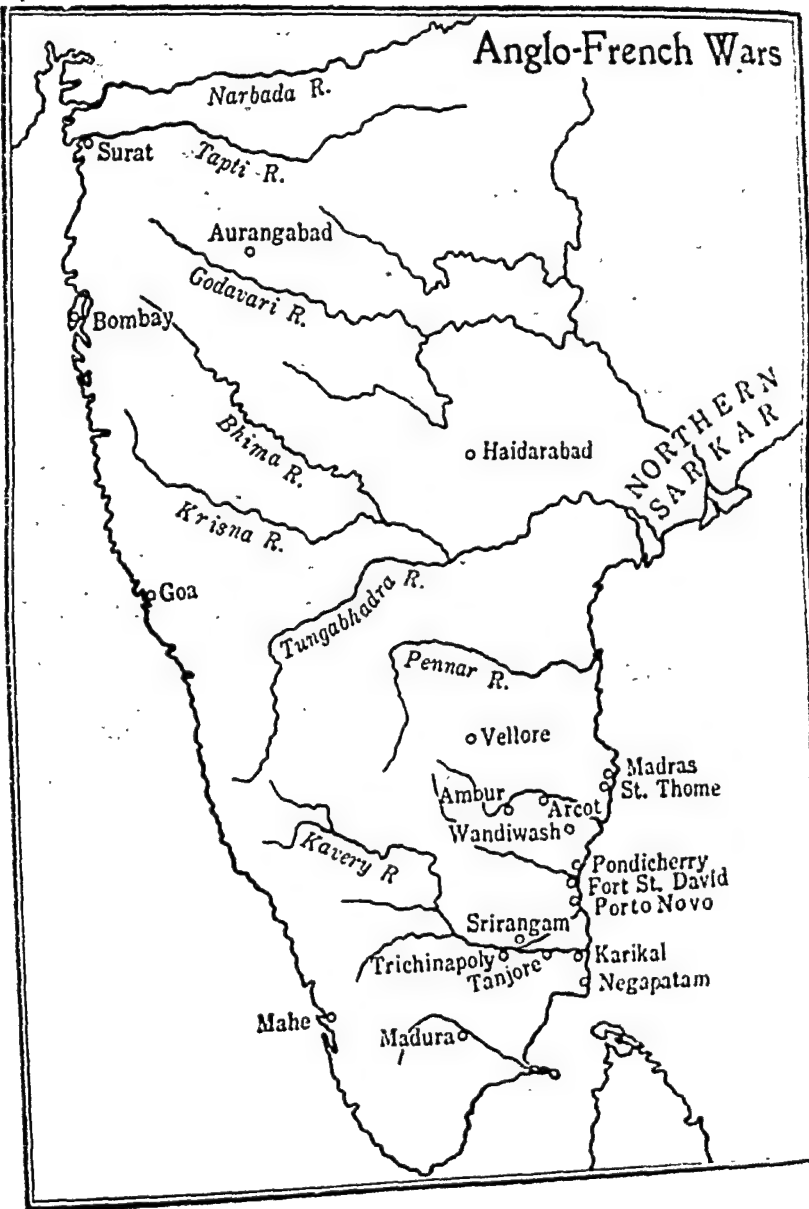 Anglo-French Wars
Narbada R.
Surat
Tapti R.
Aurangabad
Godavari R.
Bombay
Bhima R.
Haidarabad
NORTHERN
SARKAR
Krisna R.
Goa
Tungabhadra R.
Pennar R.
Vellore
Madras
St. Thome
Ambur
Arcot
Wandiwash
Kavery R
Pondicherry
Fort St. David
Porto Novo
Srirangam
Trichinapoly
Tanjore
Karikal
Negapatam
Mahe
Madura